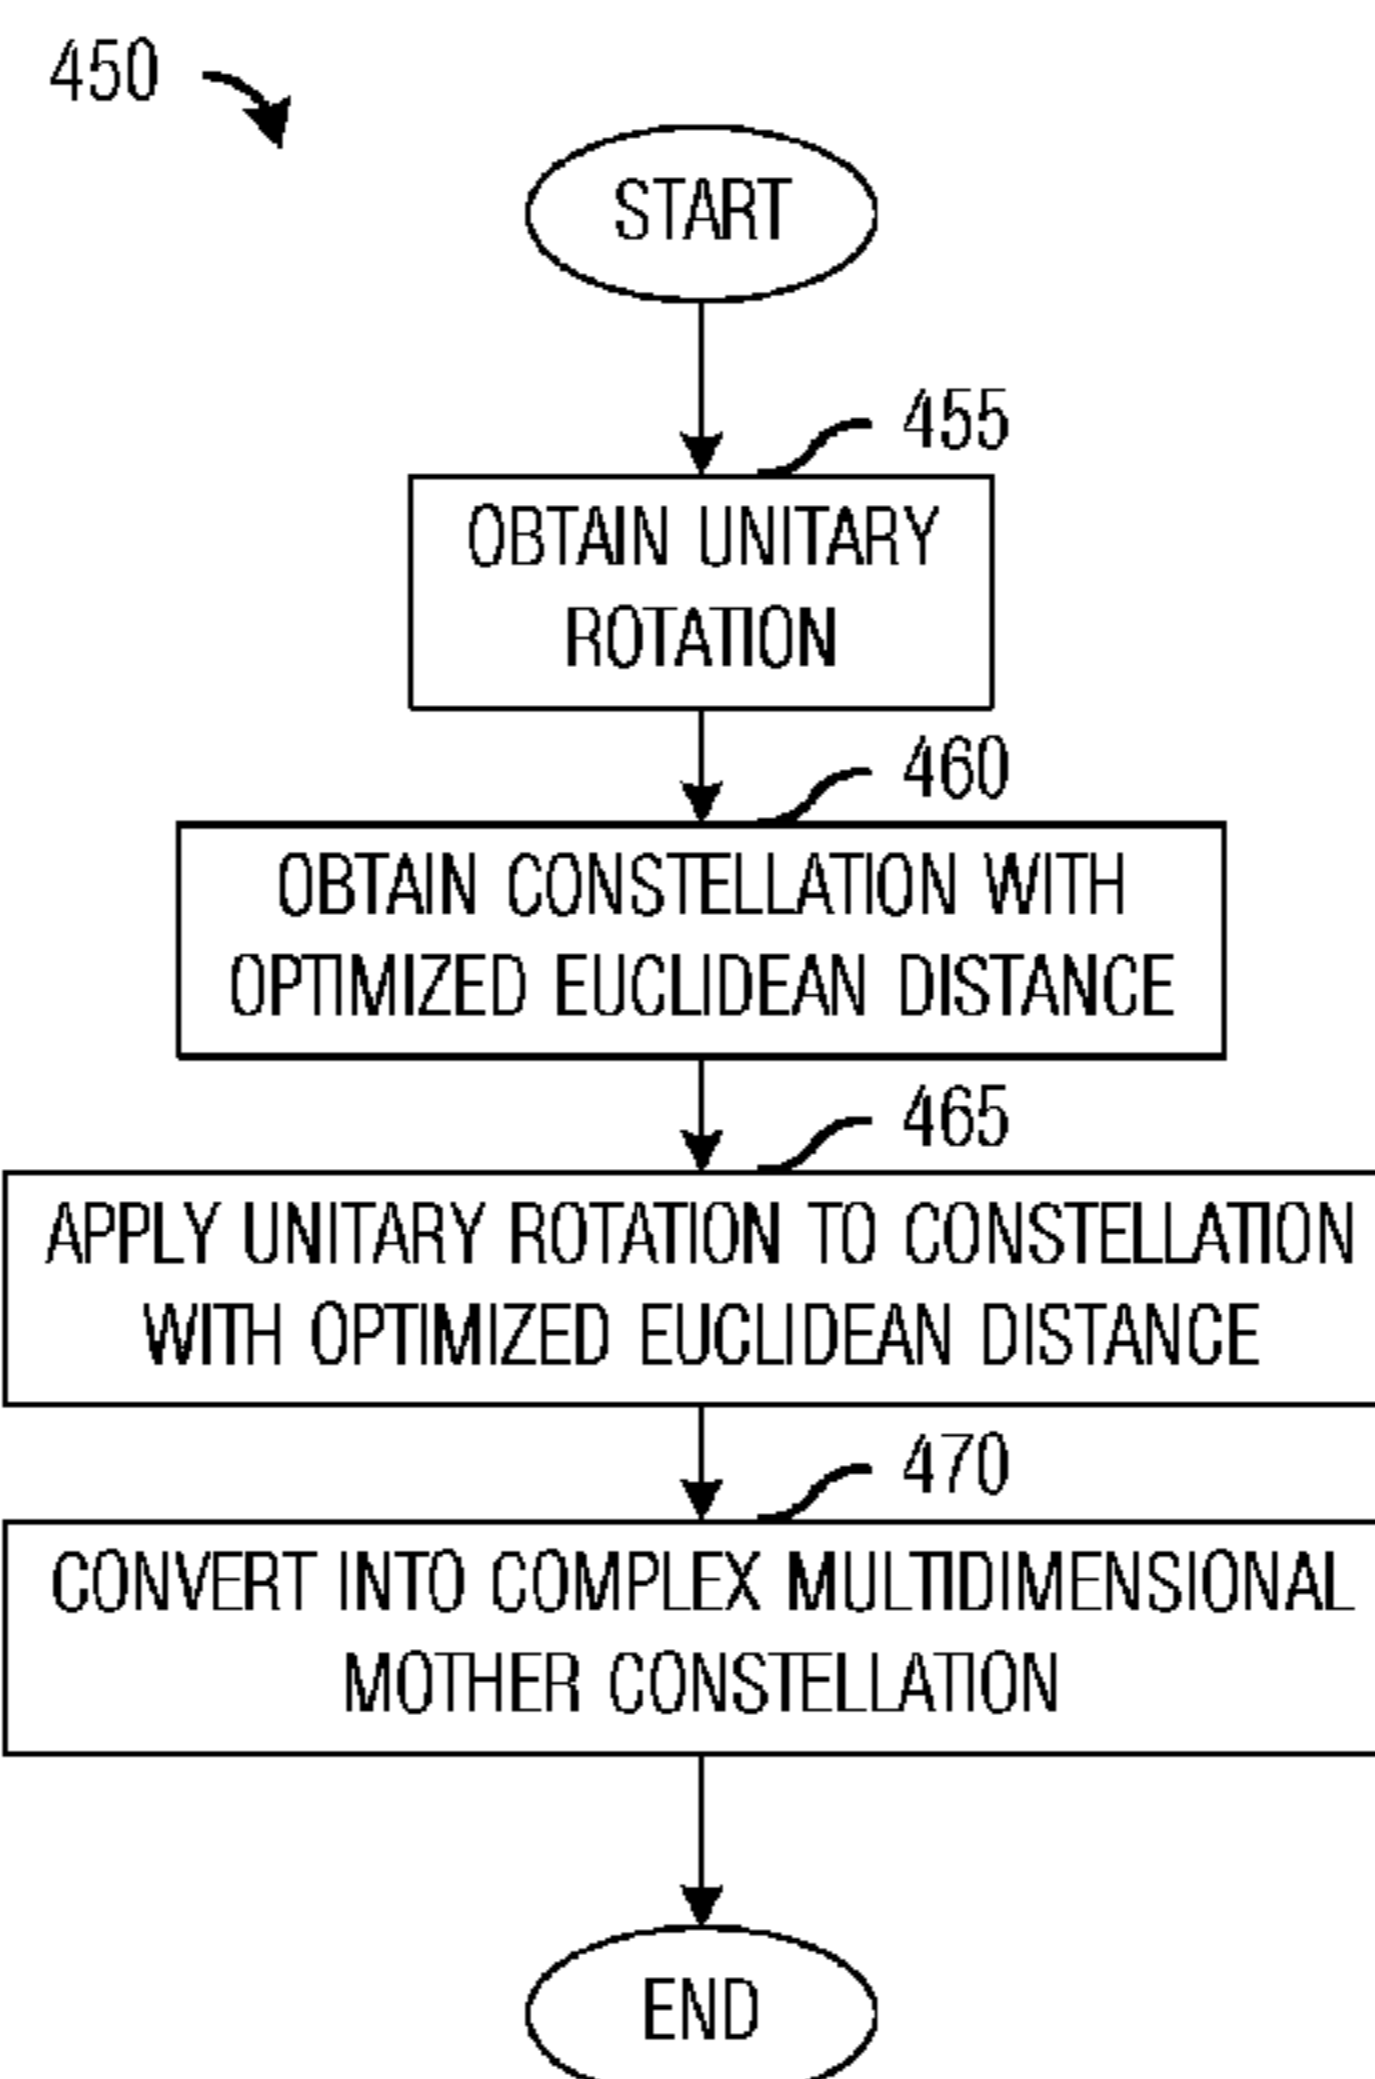 450
START
455
OBTAIN UNITARY
ROTATION
460
OBTAIN CONSTELLATION WITH
OPTIMIZED EUCLIDEAN DISTANCE
465
APPLY UNITARY ROTATION TO CONSTELLATION
WITH OPTIMIZED EUCLIDEAN DISTANCE
470
CONVERT INTO COMPLEX MULTIDIMENSIONAL
MOTHER CONSTELLATION
END